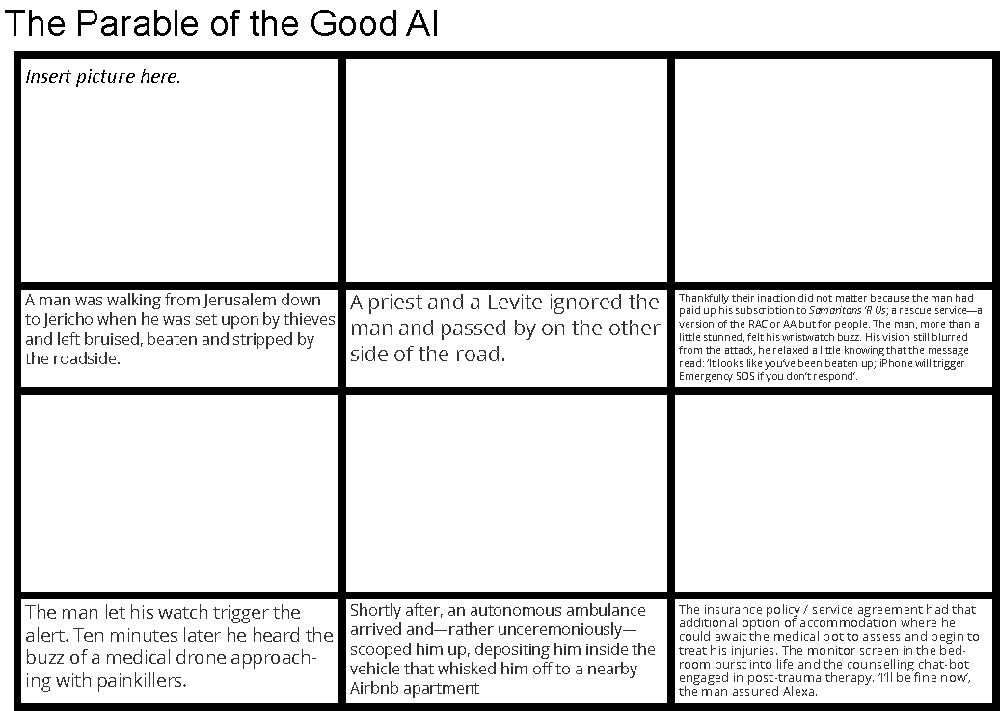 The Parable of the Good AI
Insert picture here.
A man was walking from Jerusalem down
to Jericho when he was set upon by thieves
and left bruised, beaten and stripped by
the roadside.
A priest and a Levite ignored the
man and passed by on the other
side of the road.
Thankfully their inaction did not matter because the man had
paid up his subscription to Samaritans 'R Us; a rescue service—a
version of the RAC or AA but for people. The man, more than a
little stunned, felt his wristwatch buzz. His vision still blurred
from the attack, he relaxed a little knowing that the message
read: 'It looks like you've been beaten up; iPhone will trigger
Emergency SOS if you don't respond'.
The man let his watch trigger the
alert. Ten minutes later he heard the
buzz of a medical drone approach-
ing with painkillers.
Shortly after, an autonomous ambulance
arrived and—rather unceremoniously—
scooped him up, depositing him inside the
vehicle that whisked him off to a nearby
Airbnb apartment
The insurance policy / service agreement had that
additional option of accommodation where he
could await the medical bot to assess and begin to
treat his injuries. The monitor screen in the bed-
room burst into life and the counselling chat-bot
engaged in post-trauma therapy. 'I'll be fine now',
the man assured Alexa.